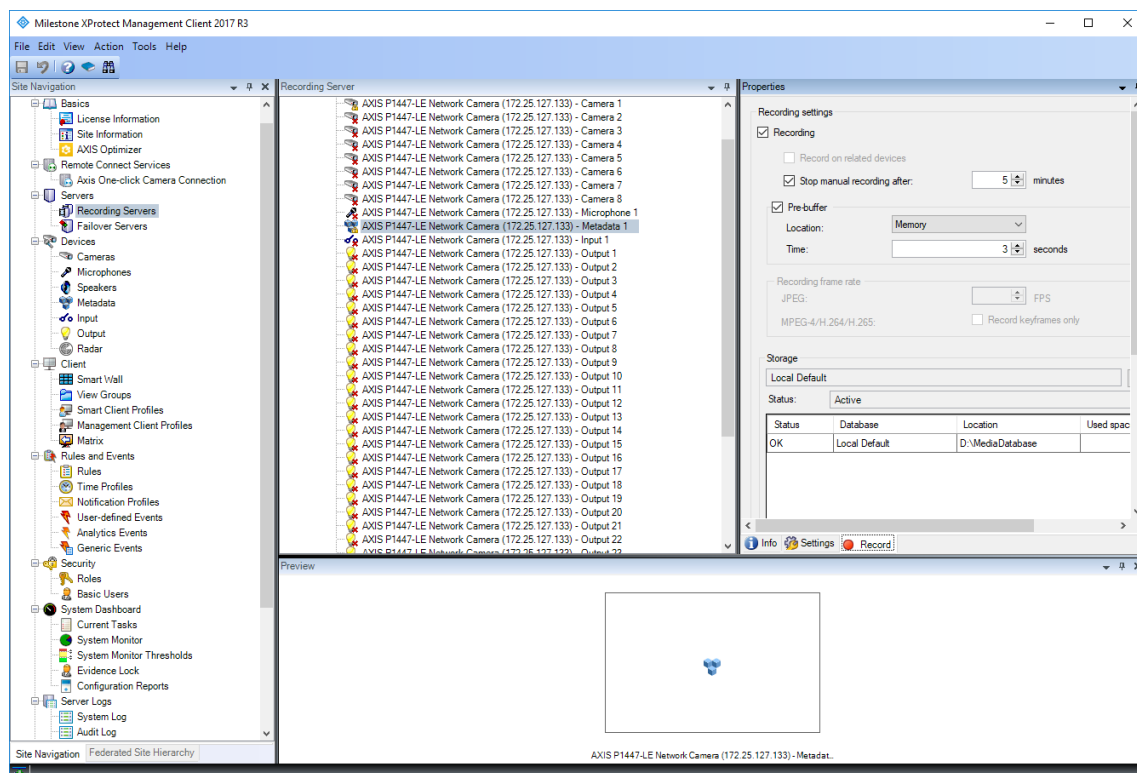 Milestone XProtect Management Client 2017 R3
File Edit View Action Tools Help
Site Navigation
Basics
License Information
Site Information
AXIS Optimizer
Remote Connect Services
Axis One-click Camera Connection
Servers
Recording Servers
Failover Servers
Devices
Cameras
Microphones
Speakers
Metadata
Input
Output
Radar
Client
Smart Wall
View Groups
Smart Client Profiles
Management Client Profiles
Matrix
Rules and Events
Rules
Time Profiles
Notification Profiles
User-defined Events
Analytics Events
Generic Events
Security
Roles
Basic Users
System Dashboard
Current Tasks
System Monitor
System Monitor Thresholds
Evidence Lock
Configuration Reports
Server Logs
System Log
Audit Log
Site Navigation Federated Site Hierarchy
Recording Server
AXIS P1447-LE Network Camera (172.25.127.133) - Camera 1
AXIS P1447-LE Network Camera (172.25.127.133) - Camera 2
AXIS P1447-LE Network Camera (172.25.127.133) - Camera 3
AXIS P1447-LE Network Camera (172.25.127.133) - Camera 4
AXIS P1447-LE Network Camera (172.25.127.133) - Camera 5
AXIS P1447-LE Network Camera (172.25.127.133) - Camera 6
AXIS P1447-LE Network Camera (172.25.127.133) - Camera 7
AXIS P1447-LE Network Camera (172.25.127.133) - Camera 8
AXIS P1447-LE Network Camera (172.25.127.133) - Microphone 1
AXIS P1447-LE Network Camera (172.25.127.133) - Metadata 1
AXIS P1447-LE Network Camera (172.25.127.133) - Input 1
AXIS P1447-LE Network Camera (172.25.127.133) - Output 1
AXIS P1447-LE Network Camera (172.25.127.133) - Output 2
AXIS P1447-LE Network Camera (172.25.127.133) - Output 3
AXIS P1447-LE Network Camera (172.25.127.133) - Output 4
AXIS P1447-LE Network Camera (172.25.127.133) - Output 5
AXIS P1447-LE Network Camera (172.25.127.133) - Output 6
AXIS P1447-LE Network Camera (172.25.127.133) - Output 7
AXIS P1447-LE Network Camera (172.25.127.133) - Output 8
AXIS P1447-LE Network Camera (172.25.127.133) - Output 9
AXIS P1447-LE Network Camera (172.25.127.133) - Output 10
AXIS P1447-LE Network Camera (172.25.127.133) - Output 11
AXIS P1447-LE Network Camera (172.25.127.133) - Output 12
AXIS P1447-LE Network Camera (172.25.127.133) - Output 13
AXIS P1447-LE Network Camera (172.25.127.133) - Output 14
AXIS P1447-LE Network Camera (172.25.127.133) - Output 15
AXIS P1447-LE Network Camera (172.25.127.133) - Output 16
AXIS P1447-LE Network Camera (172.25.127.133) - Output 17
AXIS P1447-LE Network Camera (172.25.127.133) - Output 18
AXIS P1447-LE Network Camera (172.25.127.133) - Output 19
AXIS P1447-LE Network Camera (172.25.127.133) - Output 20
AXIS P1447-LE Network Camera (172.25.127.133) - Output 21
AXIS P1447-LE Network Camera (172.25.127.133) - Output 22
AXIS P1447-LE Network Camera (172.25.127.133) - Output 23
Properties
Recording settings
Recording
Record on related devices
Stop manual recording after: 5 minutes
Pre-buffer
Location: Memory
Time: 3 seconds
Recording frame rate
JPEG: FPS
MPEG-4/H.264/H.265: Record keyframes only
Storage
Local Default
Status: Active
Status Database Location Used spac
OK Local Default D:\MediaDatabase
Info Settings Record
Preview
AXIS P1447-LE Network Camera (172.25.127.133) - Metadat..